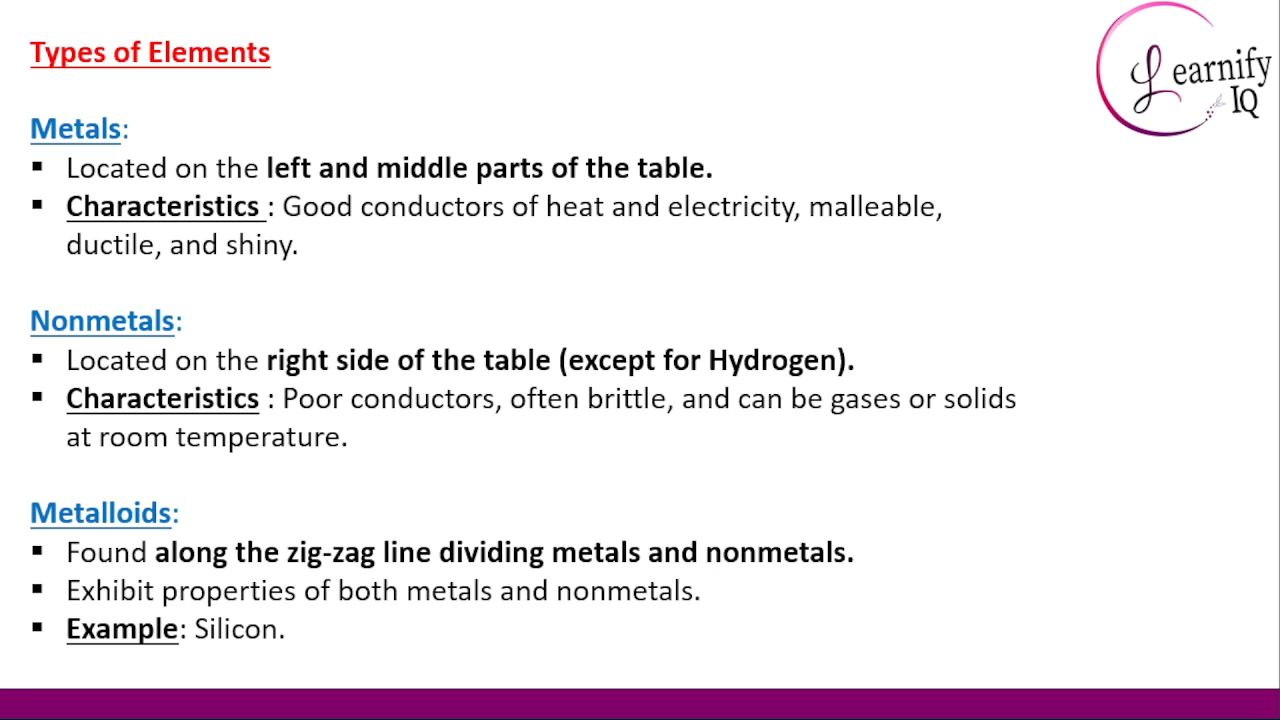 Types of Elements
Learnify
IQ
Metals:
▪ Located on the left and middle parts of the table.
▪ Characteristics : Good conductors of heat and electricity, malleable,
ductile, and shiny.
Nonmetals:
▪ Located on the right side of the table (except for Hydrogen).
▪ Characteristics : Poor conductors, often brittle, and can be gases or solids
at room temperature.
Metalloids:
▪ Found along the zig-zag line dividing metals and nonmetals.
▪ Exhibit properties of both metals and nonmetals.
▪ Example: Silicon.